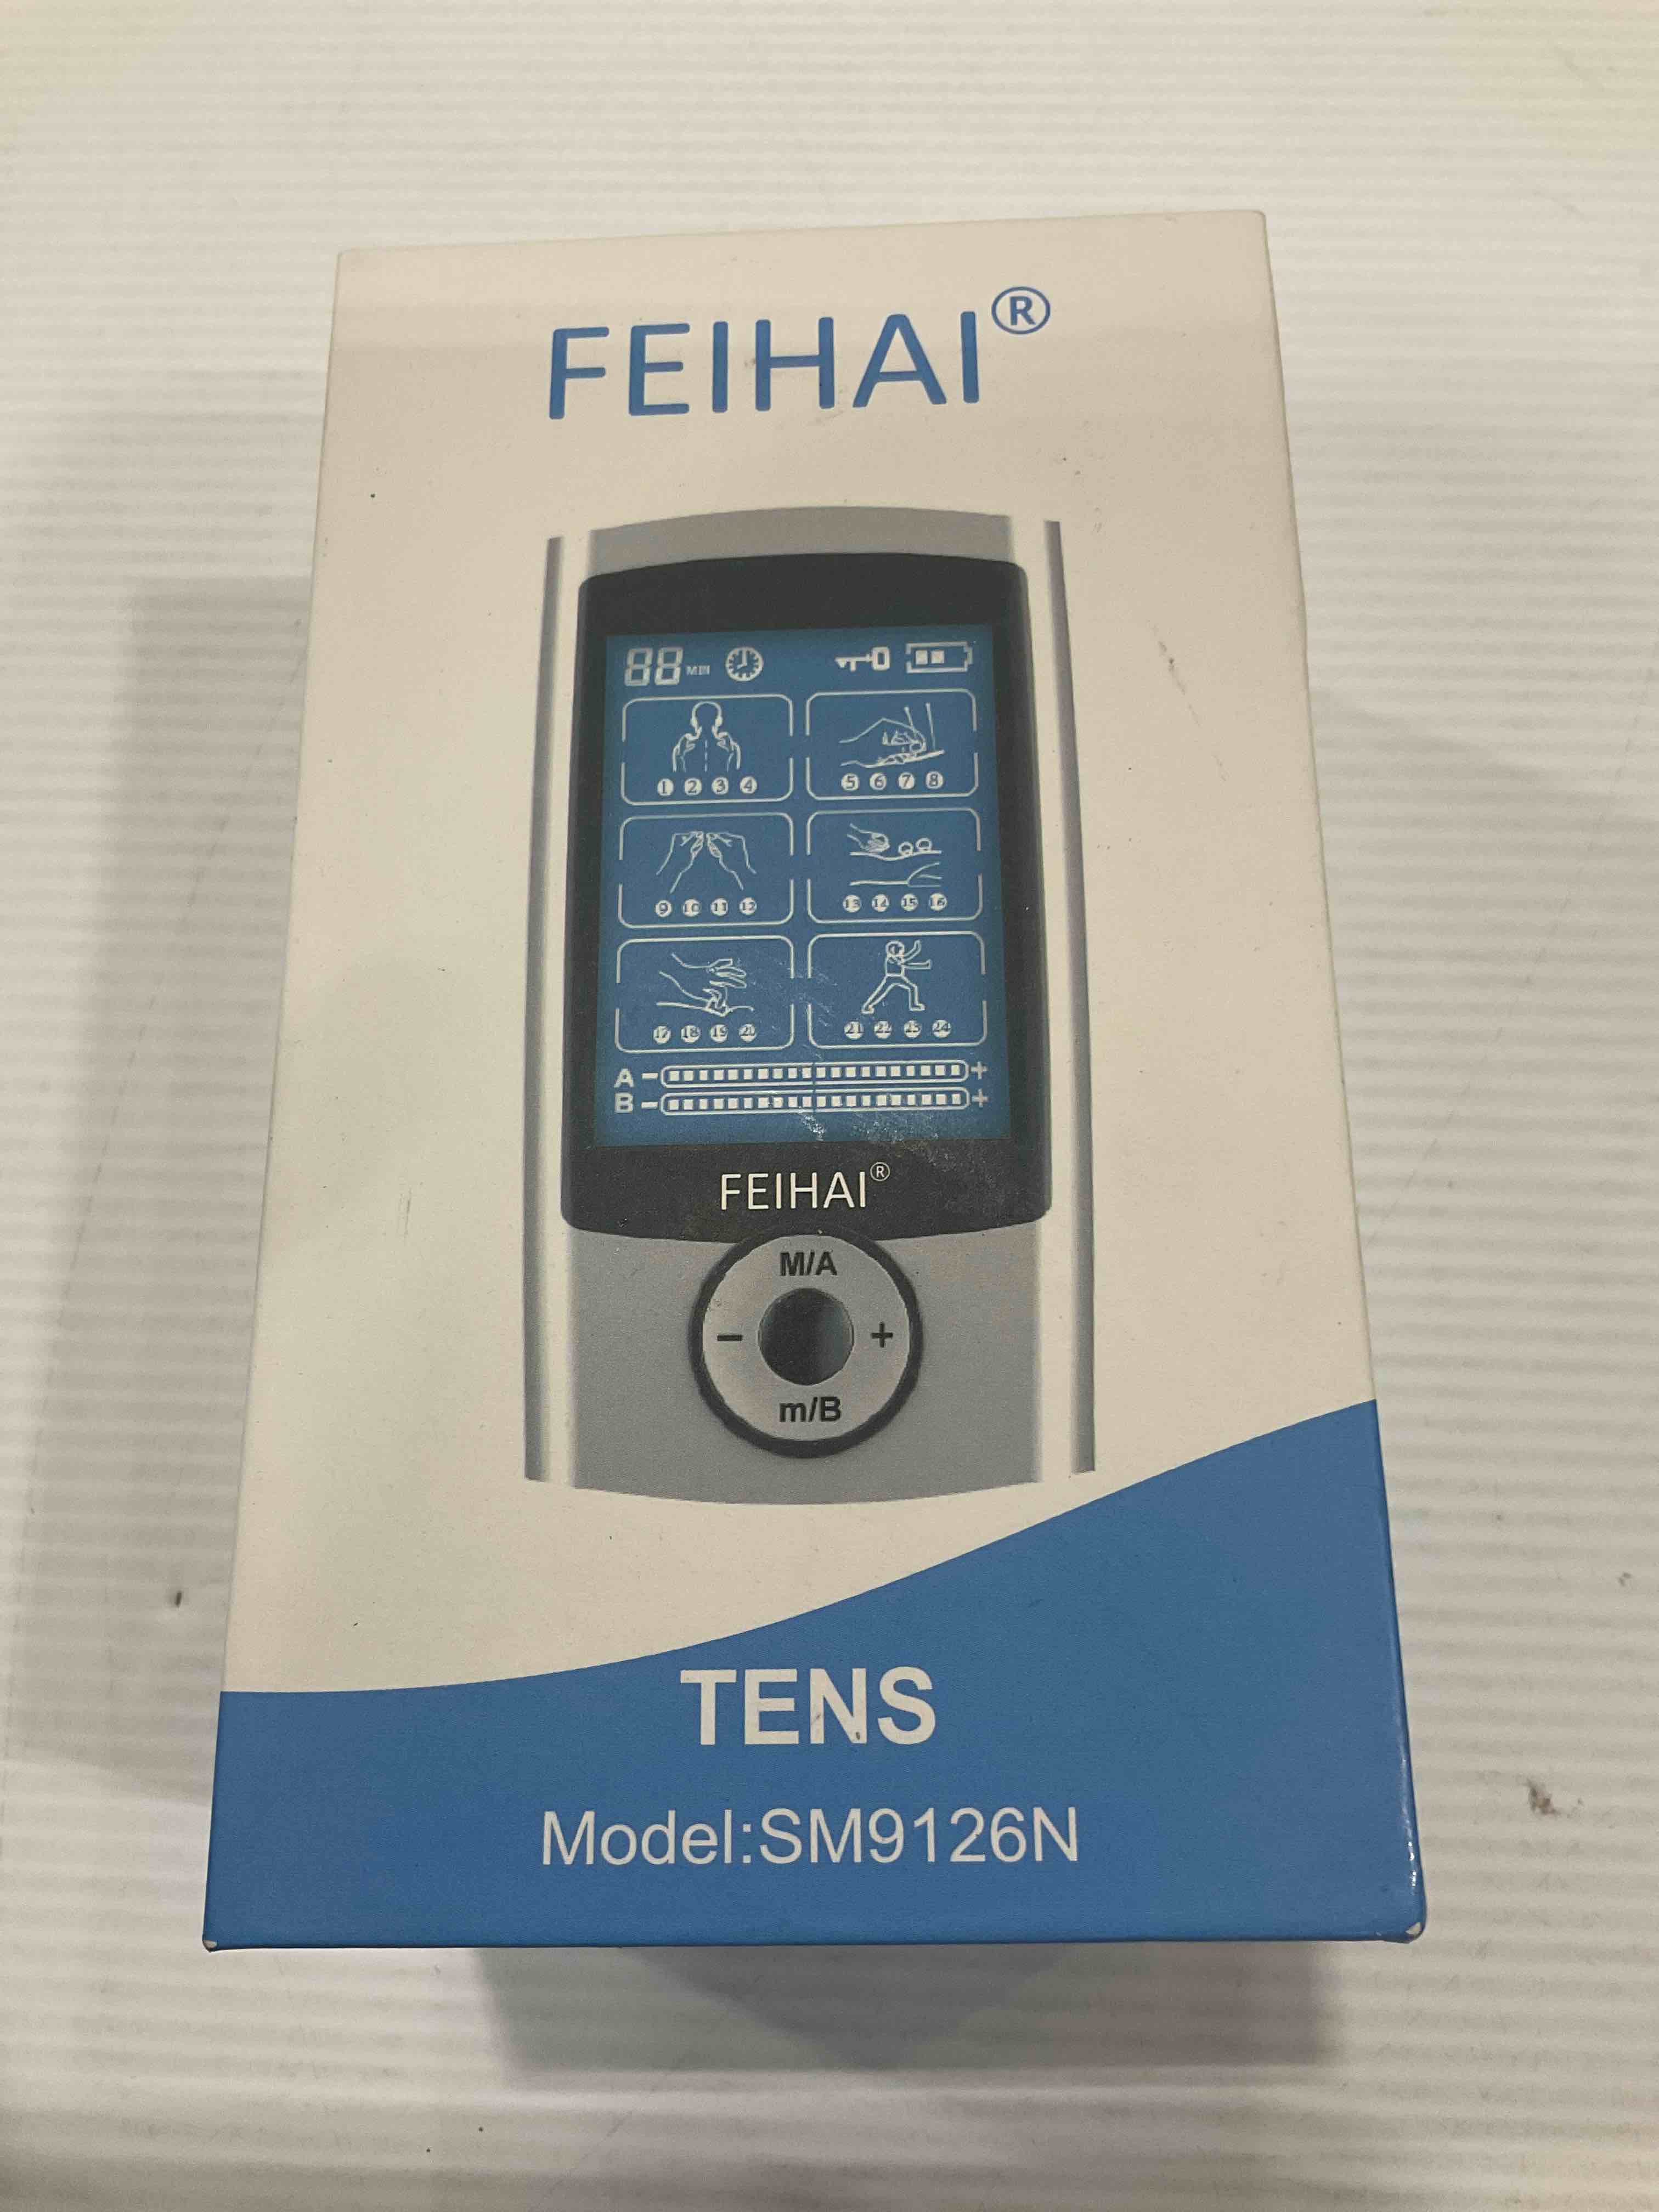 FEIHAI®
88 MIN
1 2 3 4
5 6 7 8
9 10 11 12
13 14 15 16
17 18 19 20
21 22 23 24
A - +
B - +
FEIHAI®
M/A
- +
m/B
TENS
Model:SM9126N